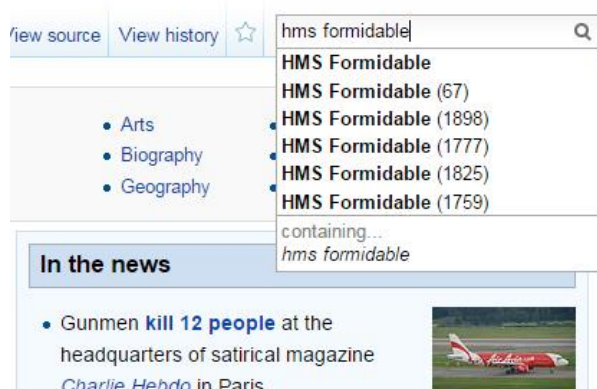 View source View history
hms formidable
HMS Formidable
HMS Formidable (67)
HMS Formidable (1898)
HMS Formidable (1777)
HMS Formidable (1825)
HMS Formidable (1759)
containing...
hms formidable
Arts
Biography
Geography
In the news
Gunmen kill 12 people at the
headquarters of satirical magazine
Charlie Hebdo in Paris
AirAsia